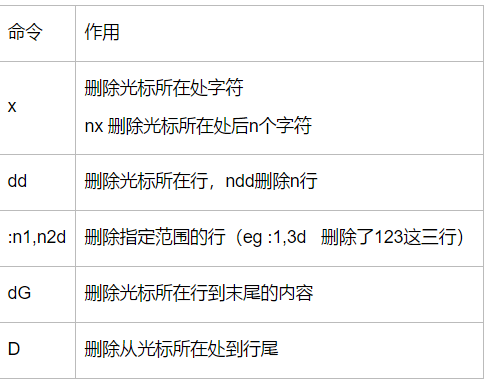 命令 作用
x 删除光标所在处字符
nx 删除光标所在处后n个字符
dd 删除光标所在行，ndd删除n行
:n1,n2d 删除指定范围的行（eg :1,3d 删除了123这三行）
dG 删除光标所在行到末尾的内容
D 删除从光标所在处到行尾